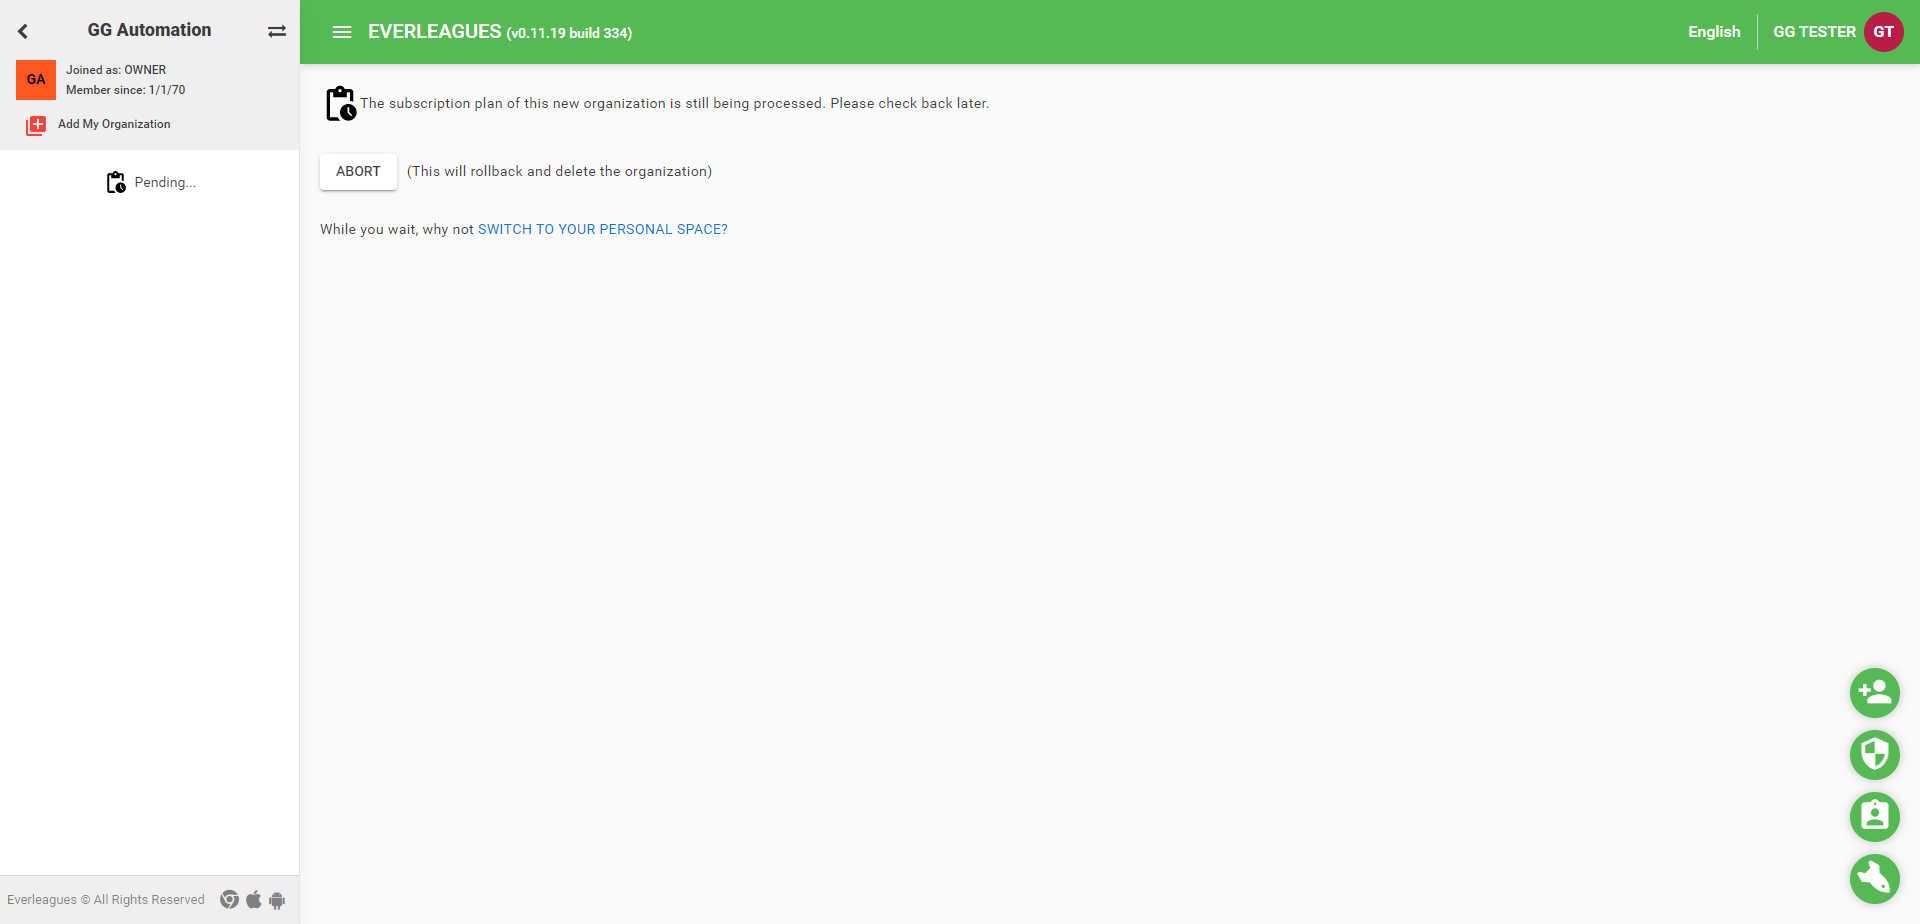 GG Automation
GA
Joined as: OWNER
Member since: 1/1/70
Add My Organization
Pending...
Everleagues © All Rights Reserved
EVERLEAGUES (v0.11.19 build 334)
English
GG TESTER
GT
The subscription plan of this new organization is still being processed. Please check back later.
ABORT (This will rollback and delete the organization)
While you wait, why not SWITCH TO YOUR PERSONAL SPACE?